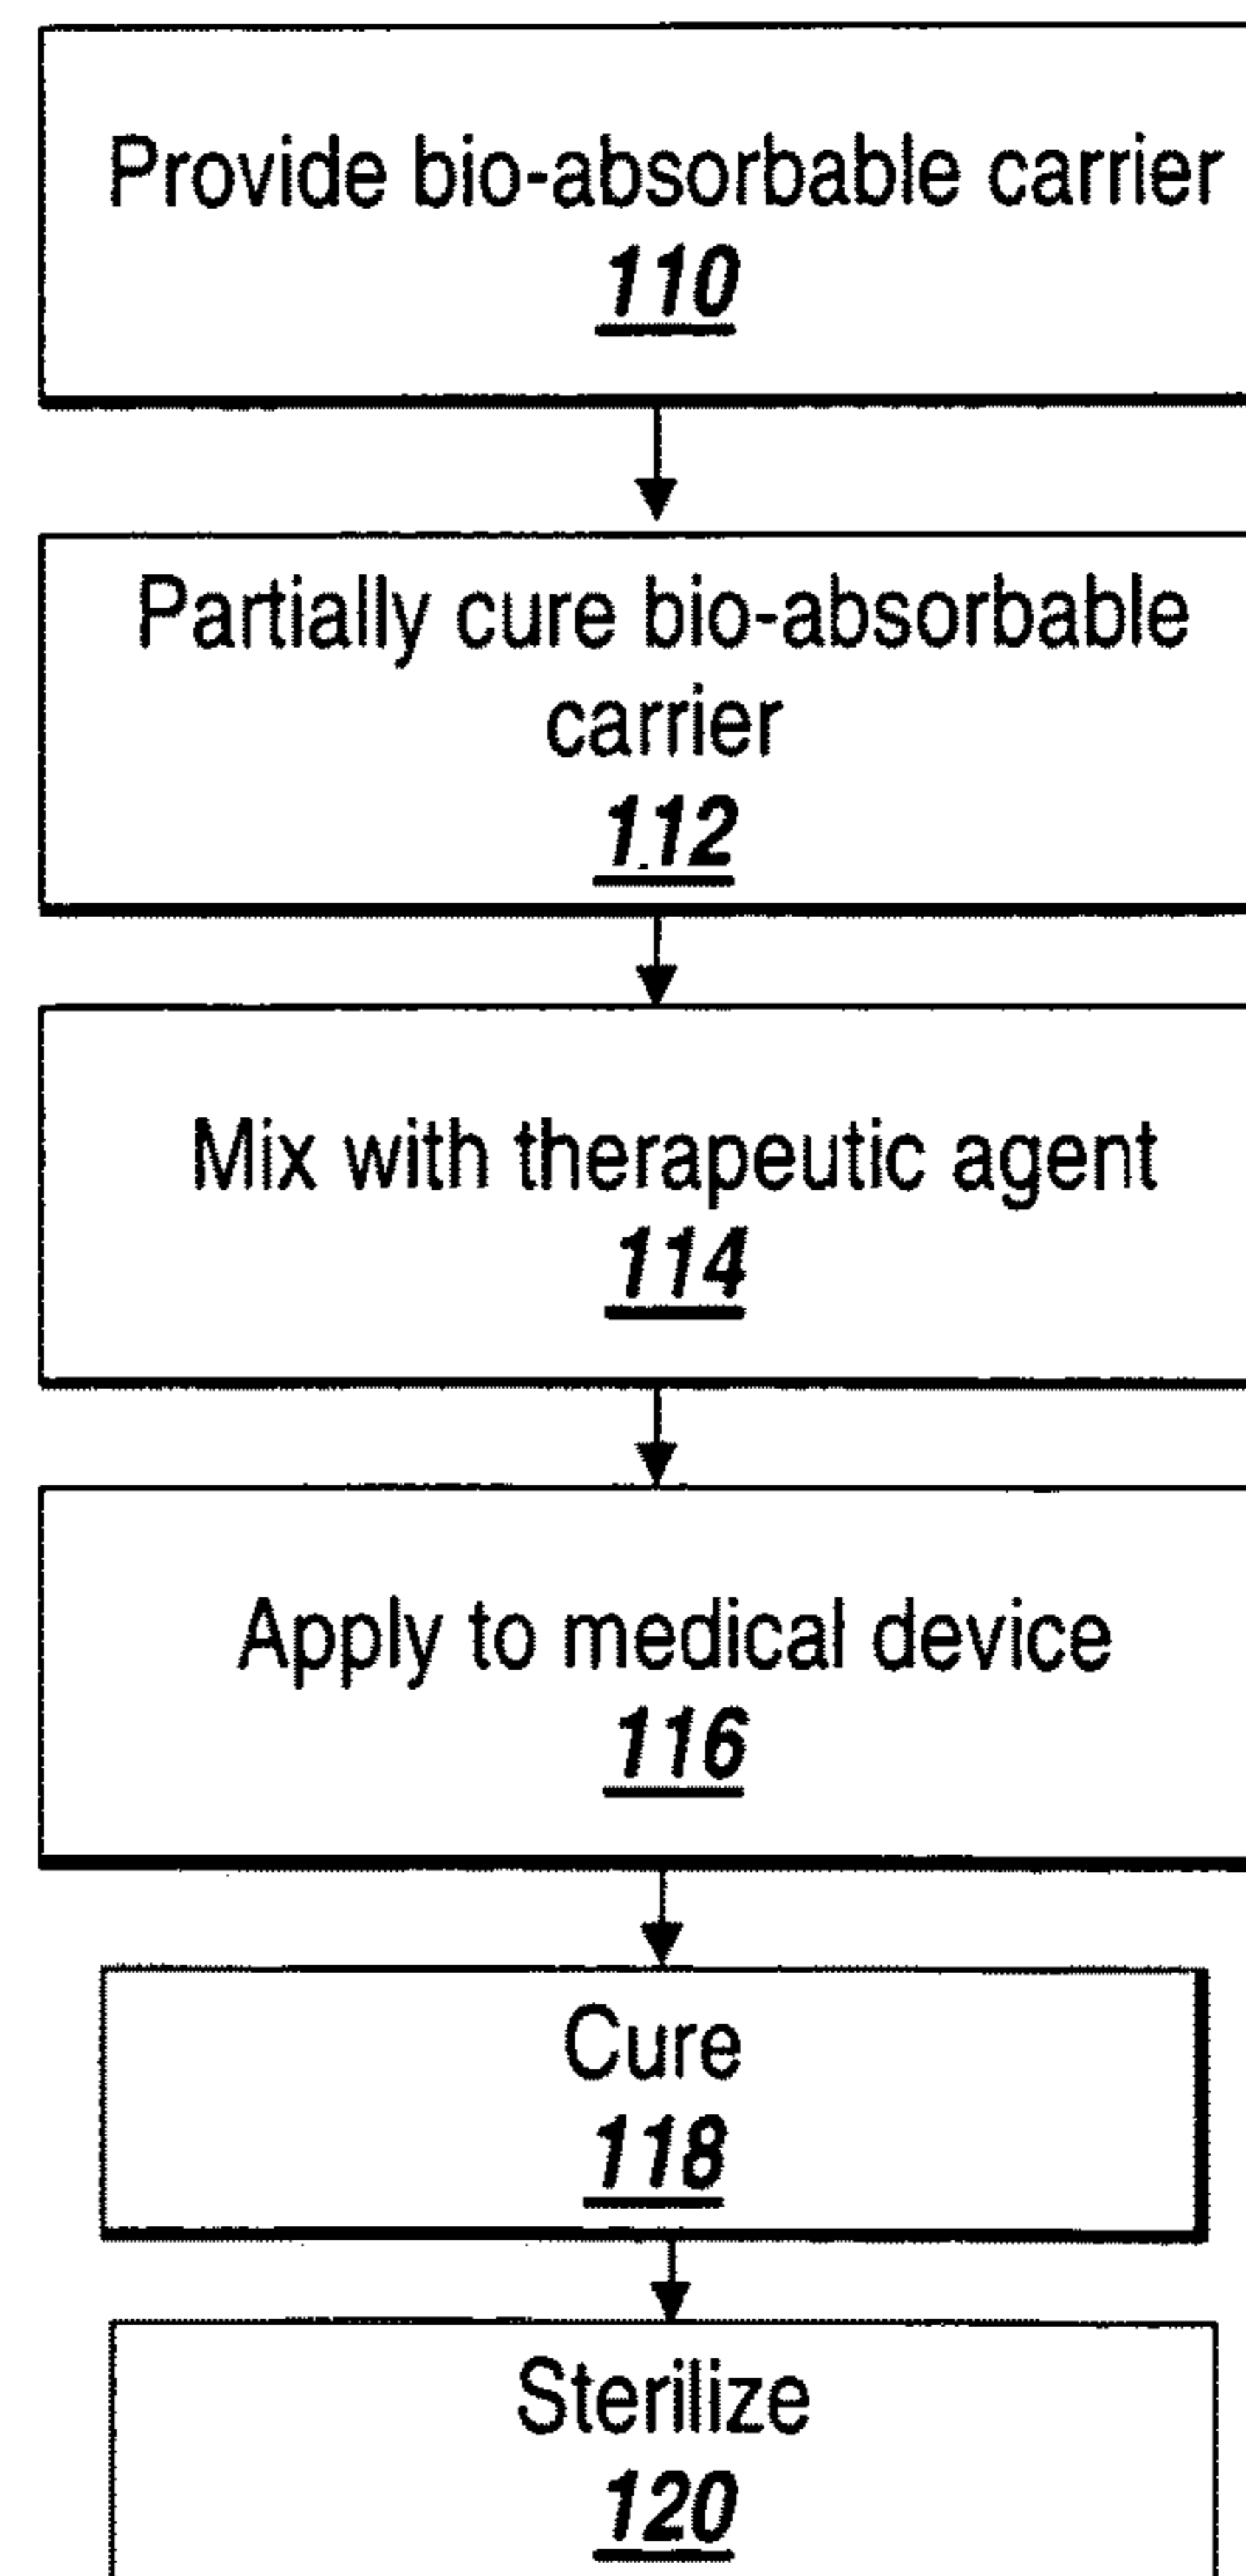 Provide bio-absorbable carrier
110
Partially cure bio-absorbable
carrier
112
Mix with therapeutic agent
114
Apply to medical device
116
Cure
118
Sterilize
120